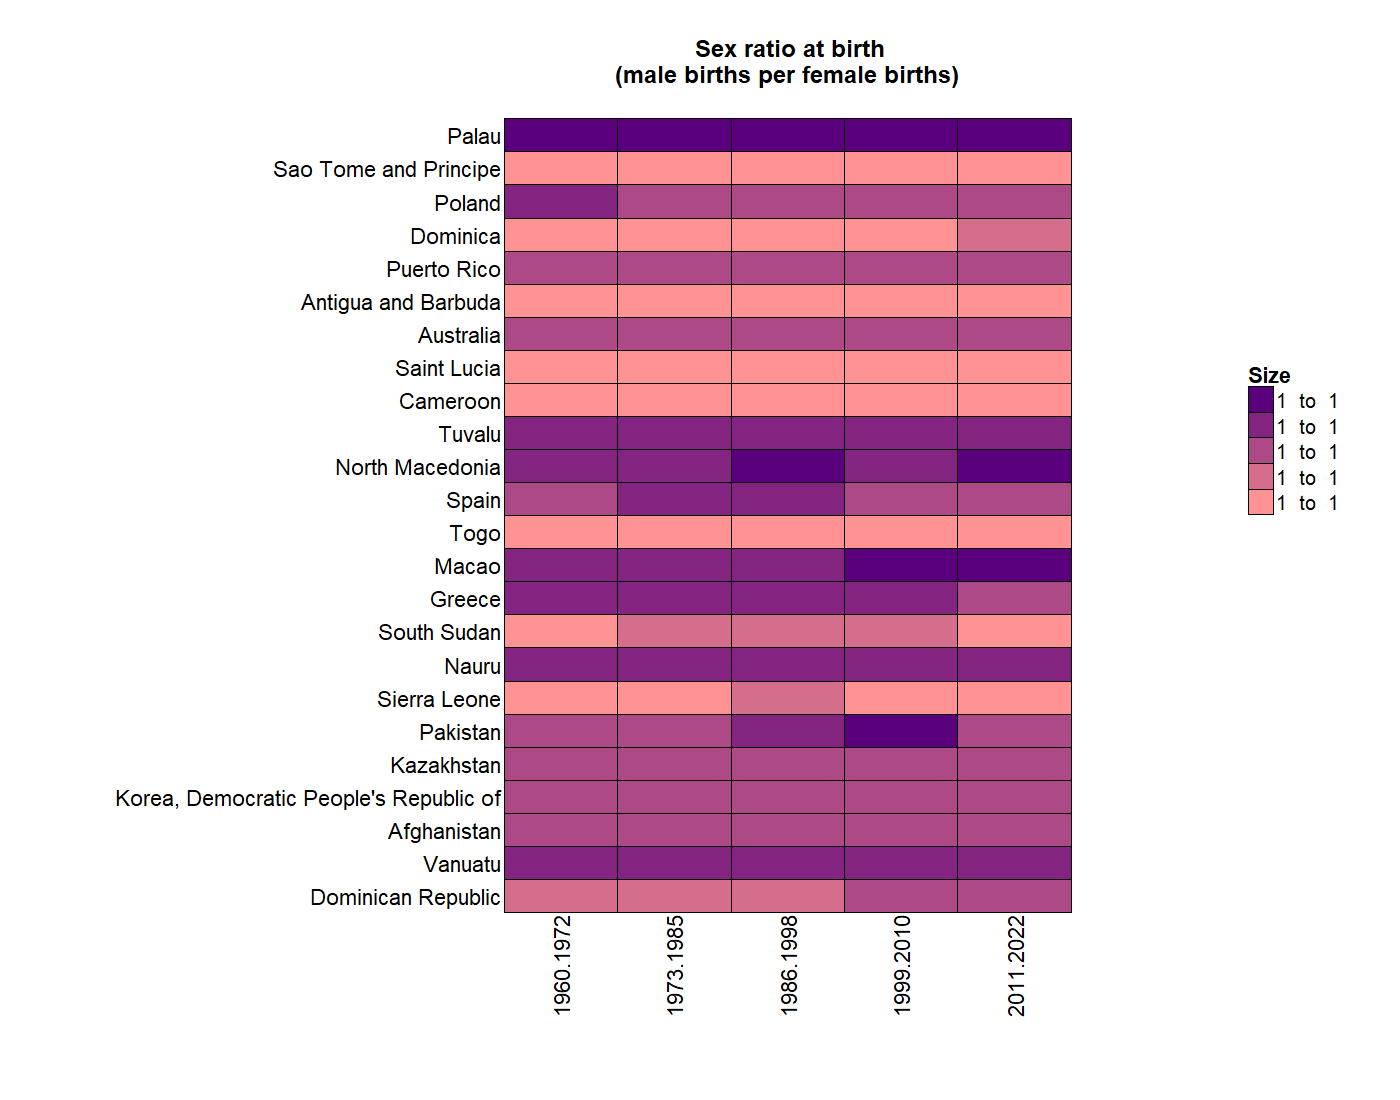 Sex ratio at birth
(male births per female births)
Palau
Sao Tome and Principe
Poland
Dominica
Puerto Rico
Antigua and Barbuda
Australia
Saint Lucia
Cameroon
Tuvalu
North Macedonia
Spain
Togo
Macao
Greece
South Sudan
Nauru
Sierra Leone
Pakistan
Kazakhstan
Korea, Democratic People's Republic of
Afghanistan
Vanuatu
Dominican Republic
1960.1972
1973.1985
1986.1998
1999.2010
2011.2022
Size
1 to 1
1 to 1
1 to 1
1 to 1
1 to 1